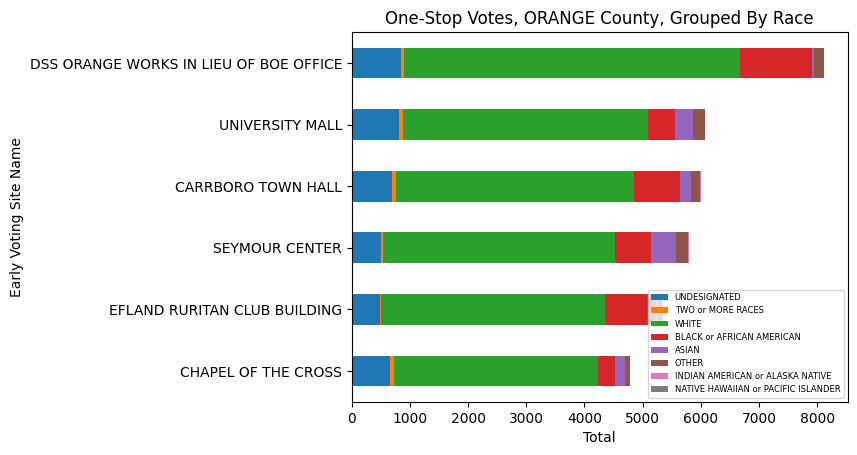 One-Stop Votes, ORANGE County, Grouped By Race
Early Voting Site Name
DSS ORANGE WORKS IN LIEU OF BOE OFFICE
UNIVERSITY MALL
CARRBORO TOWN HALL
SEYMOUR CENTER
EFLAND RURITAN CLUB BUILDING
CHAPEL OF THE CROSS
UNDESIGNATED
TWO or MORE RACES
WHITE
BLACK or AFRICAN AMERICAN
ASIAN
OTHER
INDIAN AMERICAN or ALASKA NATIVE
NATIVE HAWAIIAN or PACIFIC ISLANDER
0 1000 2000 3000 4000 5000 6000 7000 8000
Total